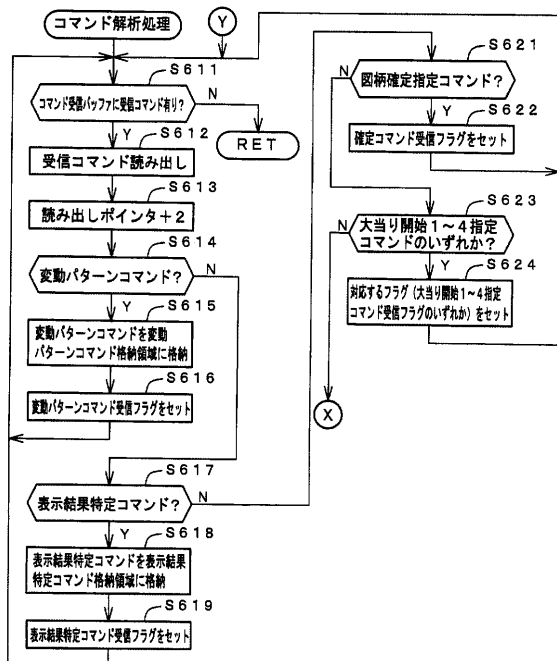 コマンド解析処理
Y
S611
コマンド受信バッファに受信コマンド有り?
N
Y
RET
S612
受信コマンド読み出し
S613
読み出しポインタ+2
S614
変動パターンコマンド?
N
Y
S615
変動パターンコマンドを変動
パターンコマンド格納領域に格納
S616
変動パターンコマンド受信フラグをセット
S617
表示結果特定コマンド?
N
Y
S618
表示結果特定コマンドを表示結果
特定コマンド格納領域に格納
S619
表示結果特定コマンド受信フラグをセット
S621
N
図柄確定指定コマンド?
Y
S622
確定コマンド受信フラグをセット
S623
N
大当り開始1~4指定
コマンドのいずれか?
Y
S624
対応するフラグ(大当り開始1~4指定
コマンド受信フラグのいずれか)をセット
X